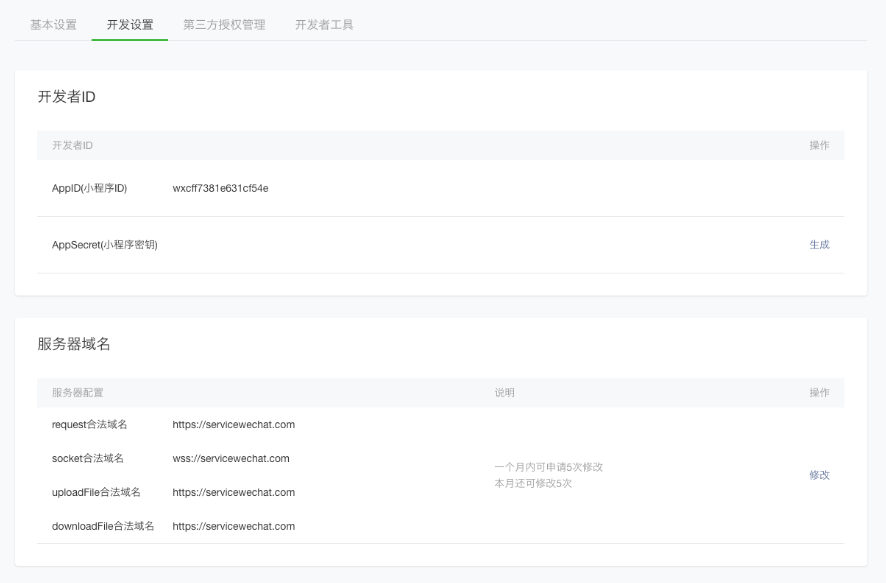 基本设置 开发设置 第三方授权管理 开发者工具
开发者ID
开发者ID 操作
AppID(小程序ID) wxcff7381e631cf54e
AppSecret(小程序密钥) 生成
服务器域名
服务器配置 说明 操作
request合法域名 https://servicewechat.com
socket合法域名 wss://servicewechat.com
一个月内可申请5次修改
本月还可修改5次
修改
uploadFile合法域名 https://servicewechat.com
downloadFile合法域名 https://servicewechat.com